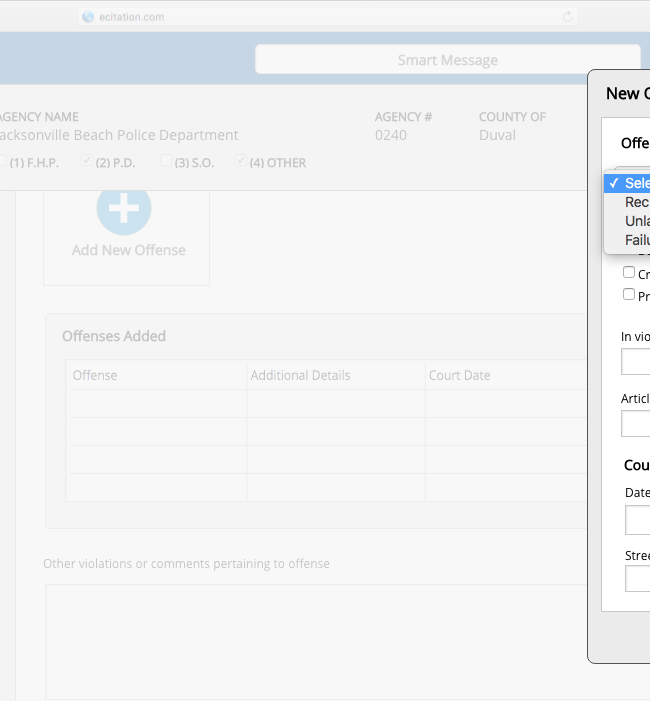 ecitation.com
Smart Message
AGENCY NAME AGENCY # COUNTY OF
acksonville Beach Police Department 0240 Duval
(1) F.H.P. (2) P.D. (3) S.O. (4) OTHER
Add New Offense
Offenses Added
Offense Additional Details Court Date
Other violations or comments pertaining to offense
New O
Offe
Sele
Rec
Unla
Failu
Cr
Pr
In vio
Articl
Cou
Date
Stree